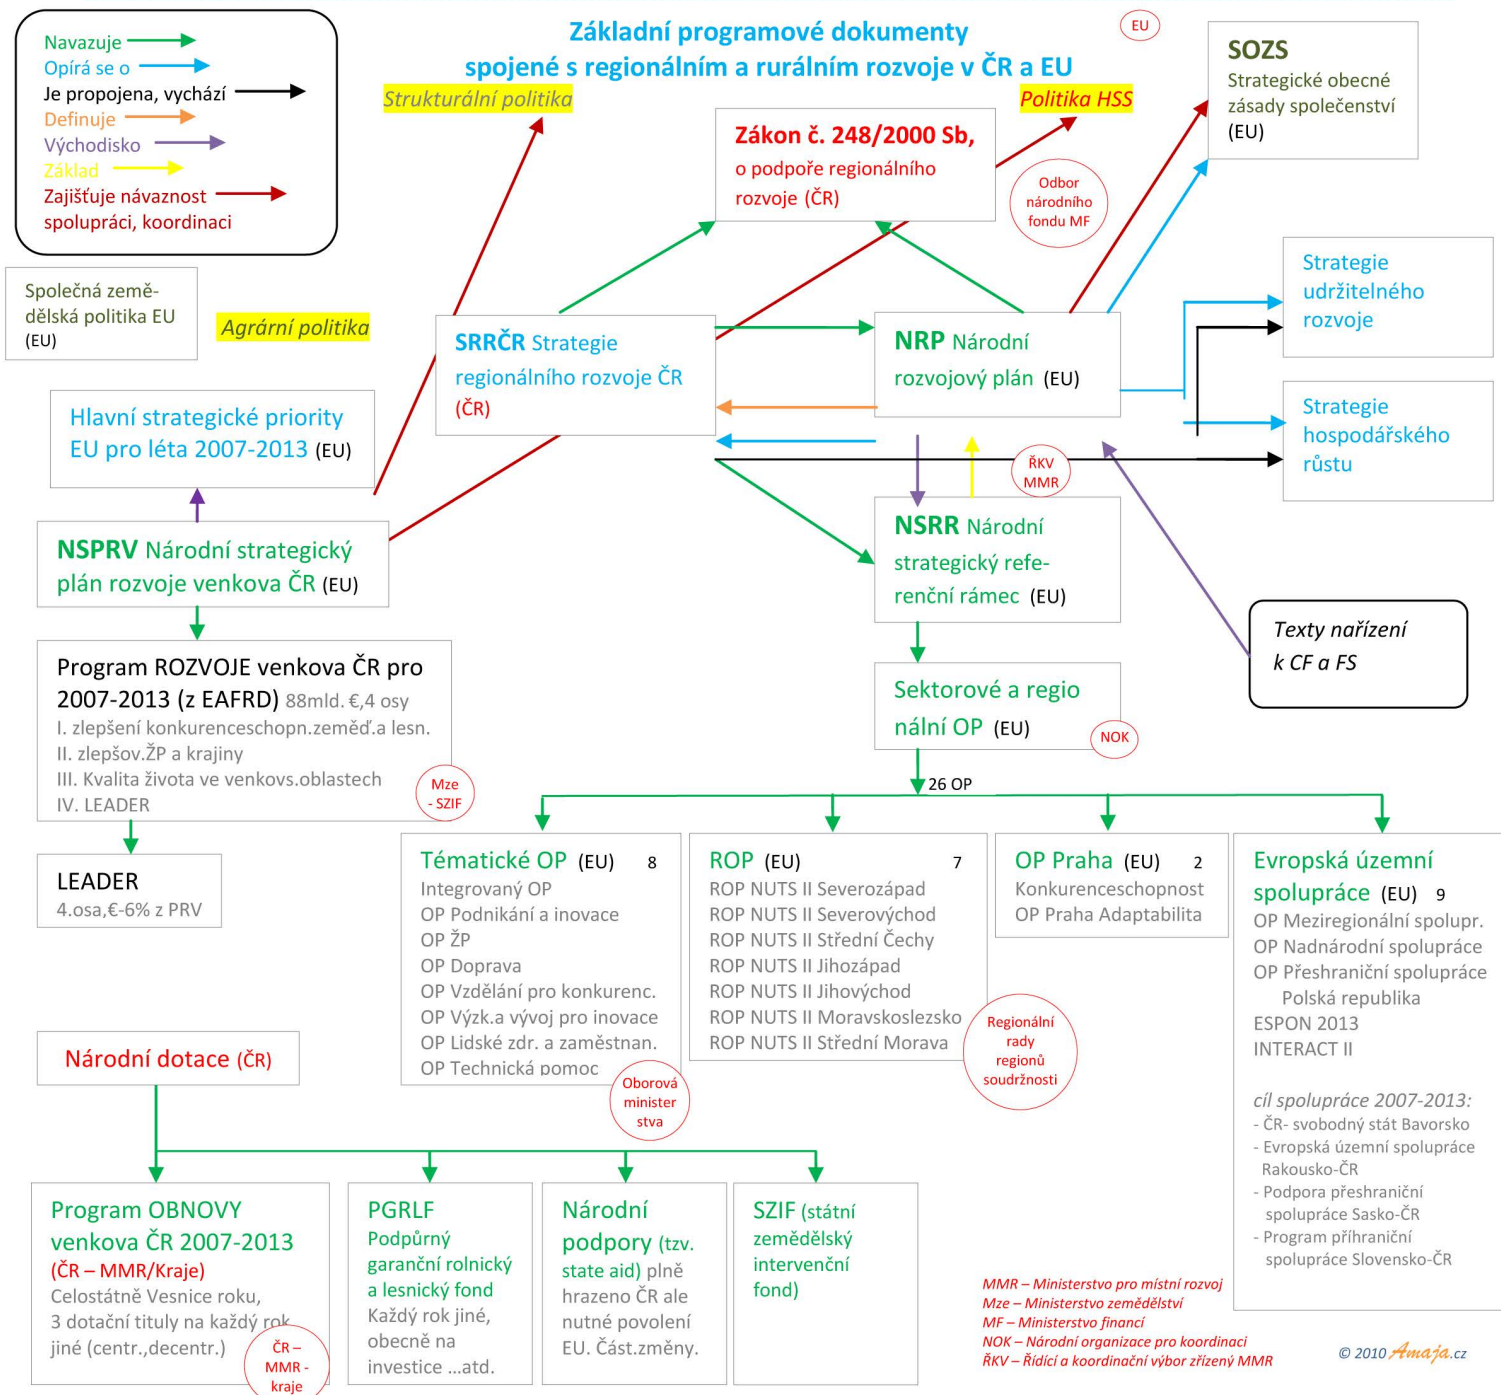 Navazuje
Opírá se o
Je propojena, vychází
Definuje
Východisko
Základ
Zajišťuje návaznost
spolupráci, koordinaci
Základní programové dokumenty
spojené s regionálním a rurálním rozvoje v ČR a EU
EU
Strukturální politika
Politika HSS
SOZS
Strategické obecné
zásady společenství
(EU)
Zákon č. 248/2000 Sb,
o podpoře regionálního
rozvoje (ČR)
Odbor
národního
fondu MF
Společná země-
dělská politika EU
(EU)
Agrární politika
SRRČR Strategie
regionálního rozvoje ČR
(ČR)
NRP Národní
rozvojový plán (EU)
Strategie
udržitelného
rozvoje
Strategie
hospodářského
růstu
Hlavní strategické priority
EU pro léta 2007-2013 (EU)
ŘKV
MMR
NSPRV Národní strategický
plán rozvoje venkova ČR (EU)
NSRR Národní
strategický refe-
renční rámec (EU)
Texty nařízení
k CF a FS
Program ROZVOJE venkova ČR pro
2007-2013 (z EAFRD) 88mld. €,4 osy
I. zlepšení konkurenceschopn.zeměď.a lesn.
II. zlepšov.ŽP a krajiny
III. Kvalita života ve venkovs.oblastech
IV. LEADER
Mze
- SZIF
Sektorové a regio
nální OP (EU)
NOK
26 OP
LEADER
4.osa,€-6% z PRV
Tématické OP (EU) 8
Integrovaný OP
OP Podnikání a inovace
OP ŽP
OP Doprava
OP Vzdělání pro konkurenc.
OP Výzk.a vývoj pro inovace
OP Lidské zdr. a zaměstnan.
OP Technická pomoc
Oborová
minister
stva
ROP (EU) 7
ROP NUTS II Severozápad
ROP NUTS II Severovýchod
ROP NUTS II Střední Čechy
ROP NUTS II Jihozápad
ROP NUTS II Jihovýchod
ROP NUTS II Moravskoslezsko
ROP NUTS II Střední Morava
Regionální
rady
regionů
soudržnosti
OP Praha (EU) 2
Konkurenceschopnost
OP Praha Adaptabilita
Evropská územní
spolupráce (EU) 9
OP Meziregionální spolupr.
OP Nadnárodní spolupráce
OP Přeshraniční spolupráce
Polská republika
ESPON 2013
INTERACT II
cíl spolupráce 2007-2013:
- ČR- svobodný stát Bavorsko
- Evropská územní spolupráce
Rakousko-ČR
- Podpora přeshraniční
spolupráce Sasko-ČR
- Program příhraniční
spolupráce Slovensko-ČR
Národní dotace (ČR)
Program OBNOVY
venkova ČR 2007-2013
(ČR – MMR/Kraje)
Celostátně Vesnice roku,
3 dotační tituly na každý rok
jiné (centr.,decentr.)
ČR –
MMR -
kraje
PGRLF
Podpůrný
garanční rolnický
a lesnický fond
Každý rok jiné,
obecně na
investice ...atd.
Národní
podpory (tzv.
state aid) plně
hrazeno ČR ale
nutné povolení
EU. Část.změny.
SZIF (státní
zemědělský
intervenční
fond)
MMR – Ministerstvo pro místní rozvoj
Mze – Ministerstvo zemědělství
MF – Ministerstvo financí
NOK – Národní organizace pro koordinaci
ŘKV – Řídící a koordinační výbor zřízený MMR
© 2010 Amaja.cz